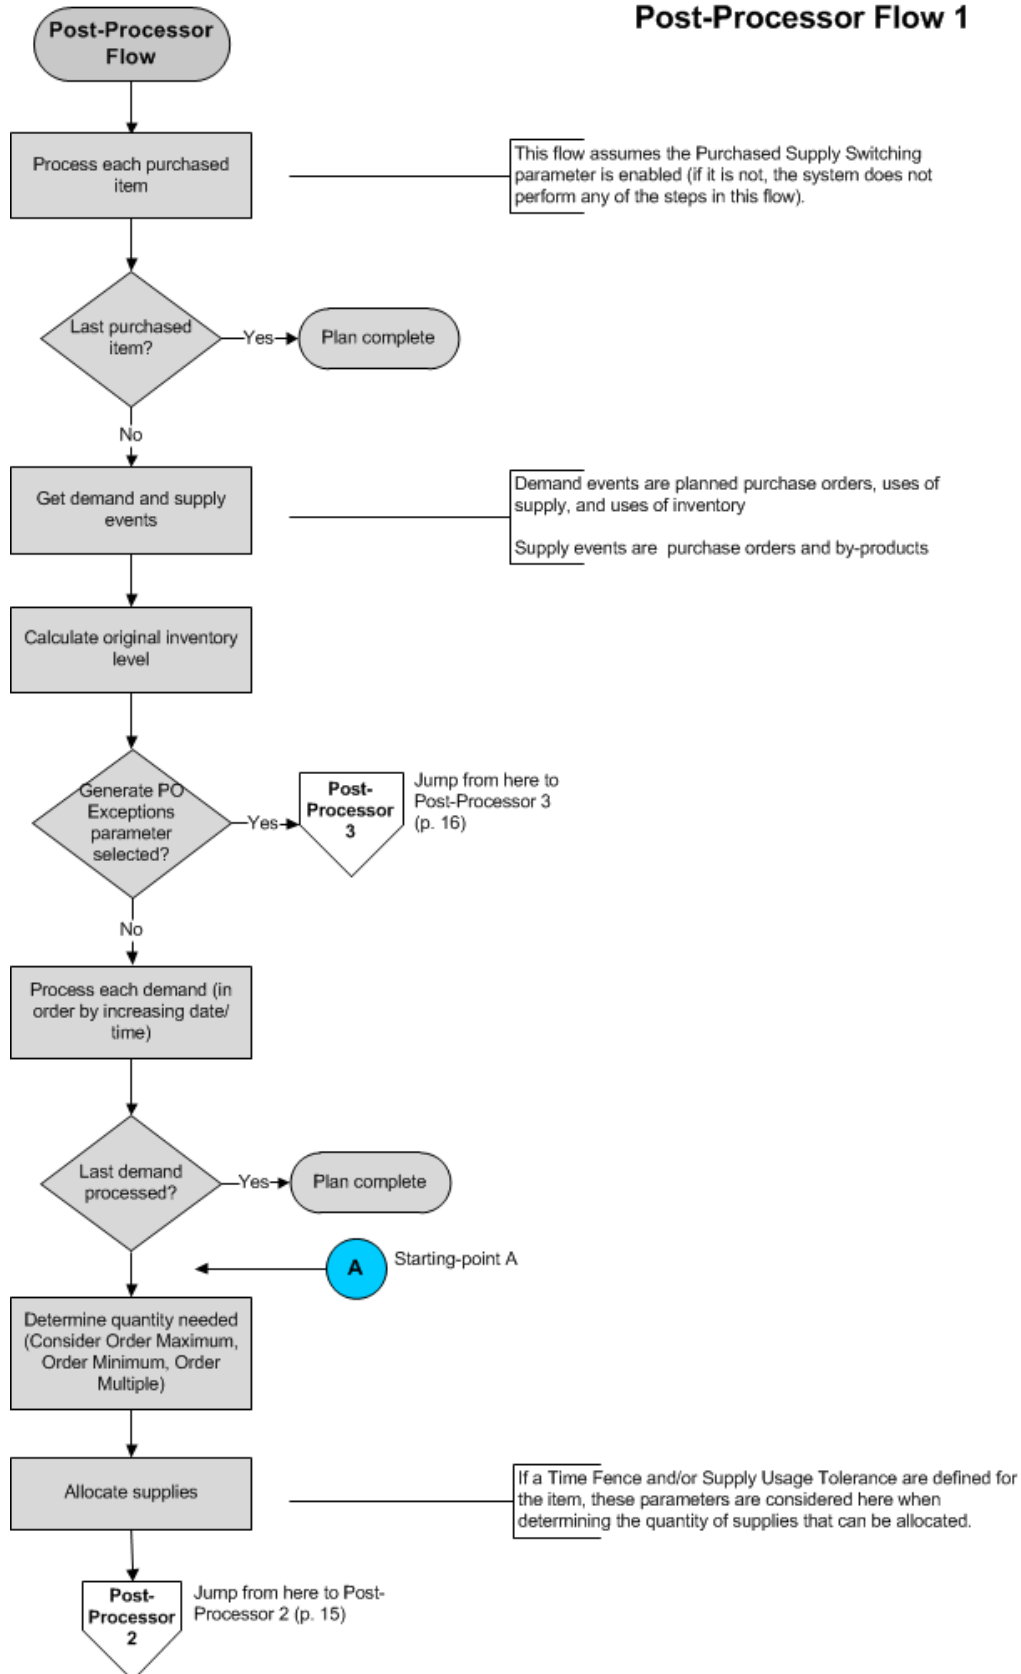 Post-Processor Flow 1
Post-Processor
Flow
Process each purchased
item
This flow assumes the Purchased Supply Switching
parameter is enabled (if it is not, the system does not
perform any of the steps in this flow).
Last purchased
item?
Yes
Plan complete
No
Get demand and supply
events
Demand events are planned purchase orders, uses of
supply, and uses of inventory
Supply events are purchase orders and by-products
Calculate original inventory
level
Generate PO
Exceptions
parameter
selected?
Yes
Post-
Processor
3
Jump from here to
Post-Processor 3
(p. 16)
No
Process each demand (in
order by increasing date/
time)
Last demand
processed?
Yes
Plan complete
A
Starting-point A
Determine quantity needed
(Consider Order Maximum,
Order Minimum, Order
Multiple)
Allocate supplies
If a Time Fence and/or Supply Usage Tolerance are defined for
the item, these parameters are considered here when
determining the quantity of supplies that can be allocated.
Post-
Processor
2
Jump from here to Post-
Processor 2 (p. 15)